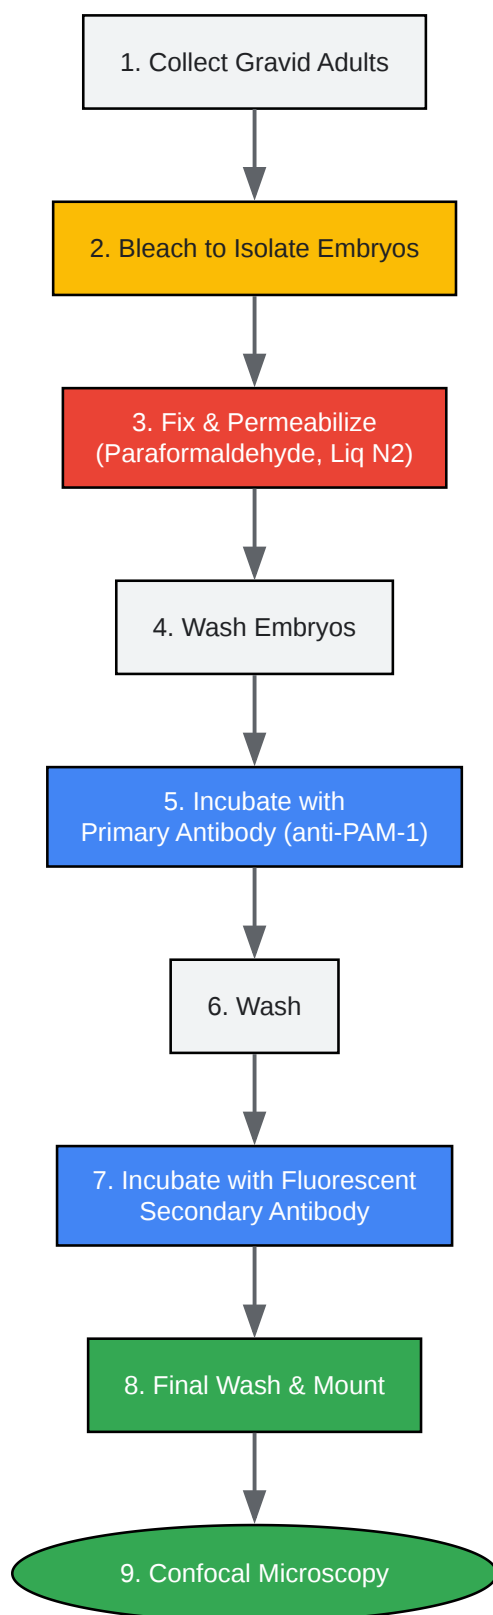 1. Collect Gravid Adults
2. Bleach to Isolate Embryos
3. Fix & Permeabilize
(Paraformaldehyde, Liq N2)
4. Wash Embryos
5. Incubate with
Primary Antibody (anti-PAM-1)
6. Wash
7. Incubate with Fluorescent
Secondary Antibody
8. Final Wash & Mount
9. Confocal Microscopy